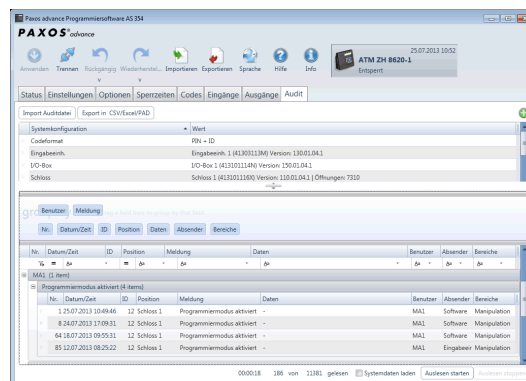 Paxos advance Programmiersoftware AS 354
PAXOS® advance
Anwenden Trennen Rückgängig Wiederherstel... Importieren Exportieren Sprache Hilfe Info
25.07.2013 10:52
ATM ZH 8620-1
Entsperrt
Status Einstellungen Optionen Sperrzeiten Codes Eingänge Ausgänge Audit
Import Auditdatei Export in CSV/Excel/PAD
Systemkonfiguration Wert
Codeformat PIN + ID
Eingabeeinh. Eingabeeinh. 1 (41303113M) Version: 130.01.04.1
I/O-Box I/O-Box 1 (413101114N) Version: 150.01.04.1
Schloss Schloss 1 (413101116X) Version: 110.01.04.1 | Öffnungen: 7310
Benutzer Meldung
Nr. Datum/Zeit ID Position Daten Absender Bereiche
Nr. Datum/Zeit ID Position Meldung Daten Benutzer Absender Bereiche
MA1 (1 item)
Programmiermodus aktiviert (4 items)
Nr. Datum/Zeit ID Position Meldung Daten Benutzer Absender Bereiche
1 25.07.2013 10:49:46 12 Schloss 1 Programmiermodus aktiviert - MA1 Software Manipulation
8 24.07.2013 17:09:31 12 Schloss 1 Programmiermodus aktiviert - MA1 Software Manipulation
64 18.07.2013 09:55:31 12 Schloss 1 Programmiermodus aktiviert - MA1 Software Manipulation
85 12.07.2013 08:25:22 12 Schloss 1 Programmiermodus aktiviert - MA1 Eingabeeir Manipulation
00:00:18 186 von 11381 gelesen Systemdaten laden Auslesen starten Auslesen stoppen